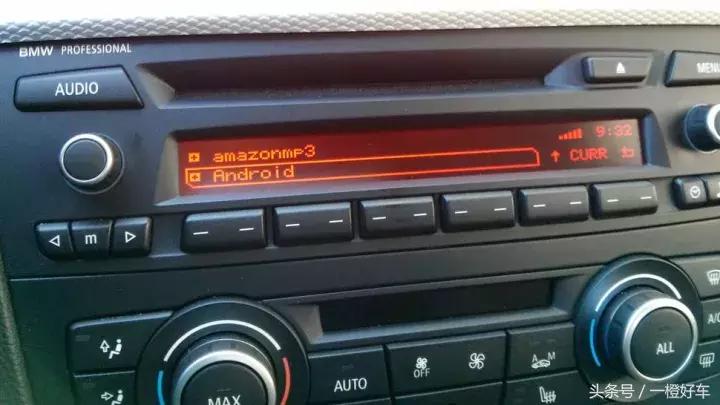 BMW PROFESSIONAL
AUDIO
MENU
9:32
amazonmp3
Android
CURR
m
AUTO
OFF
A M
ALL
A/C
MAX
头条号／一橙好车